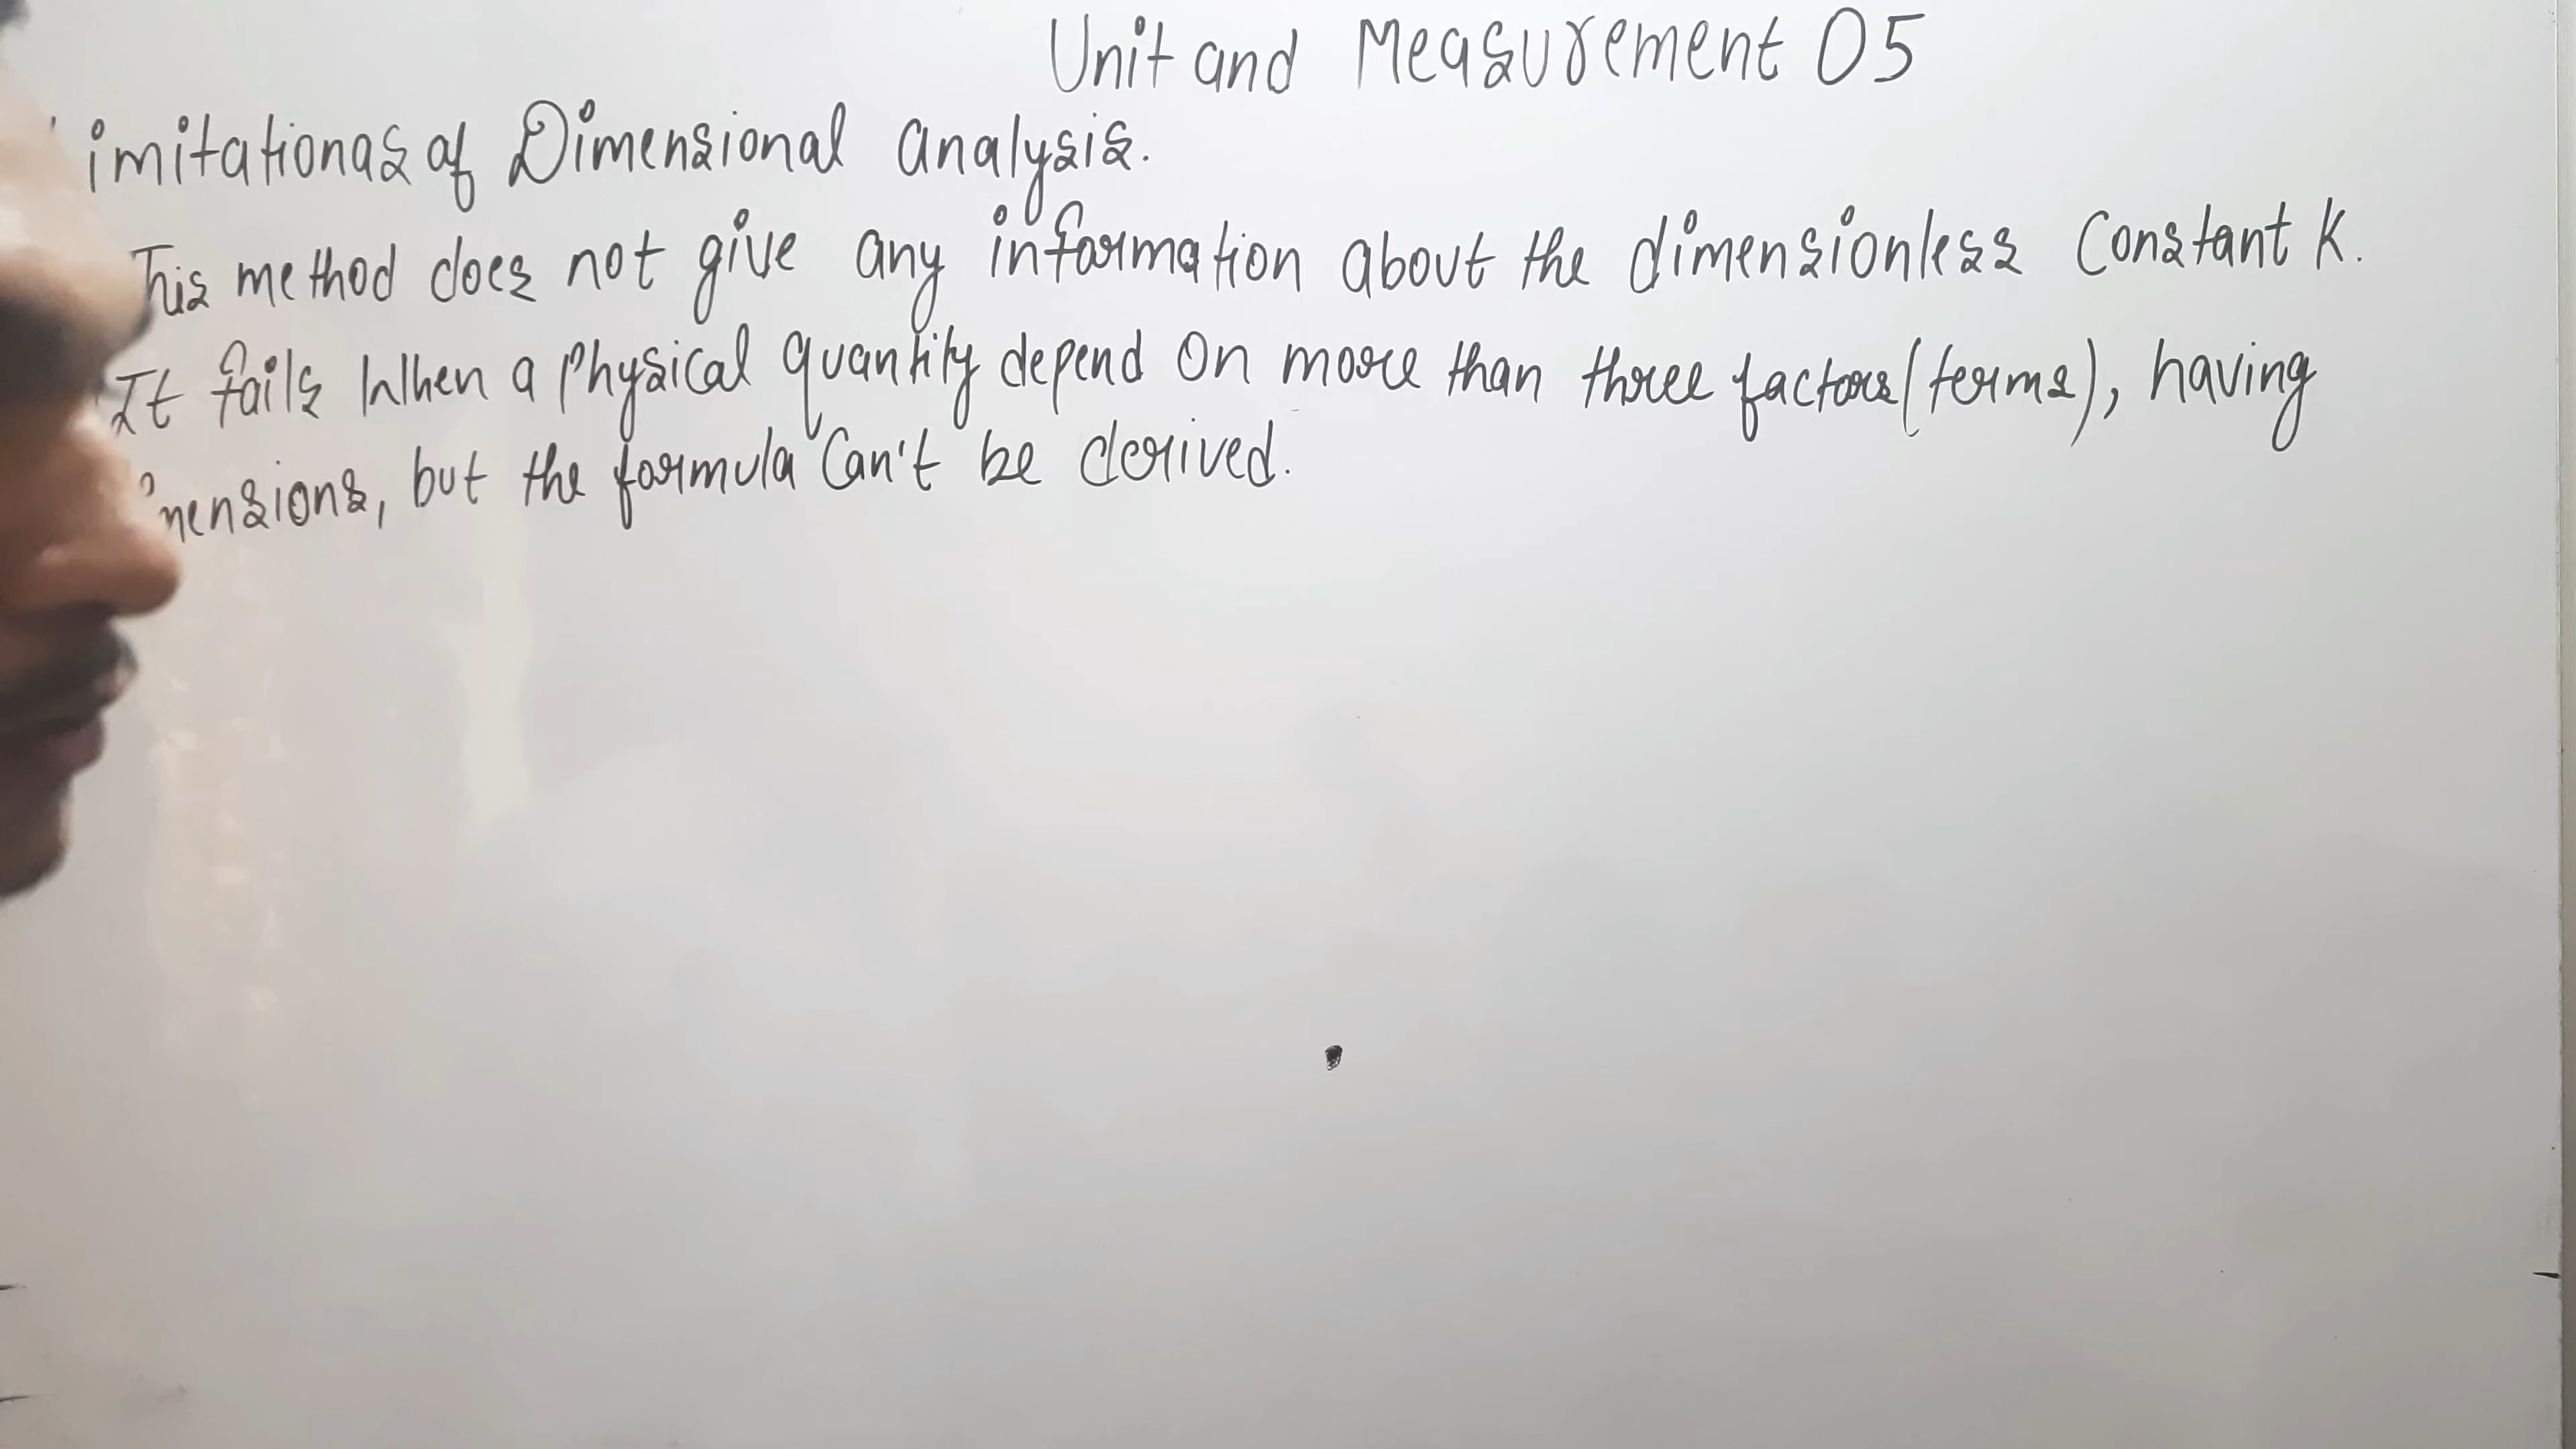 Unit and Measurement 05
imitationas of Dimensional analysis.
This method does not give any information about the dimensionless Constant K.
It fails When a Physical quantity depend On more than three factors(terms), having
mensions, but the formula Can't be derived.